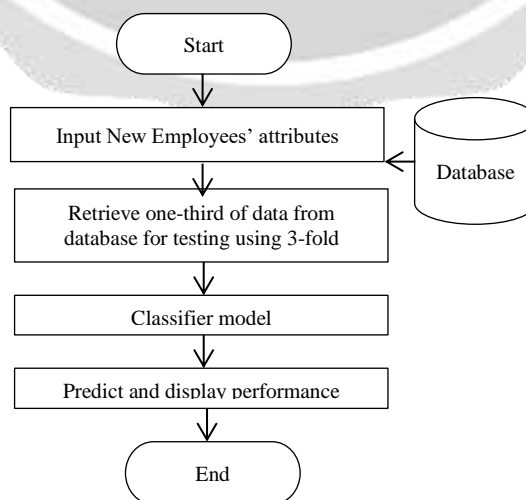 Start
Input New Employees' attributes
Database
Retrieve one-third of data from
database for testing using 3-fold
Classifier model
Predict and display performance
End